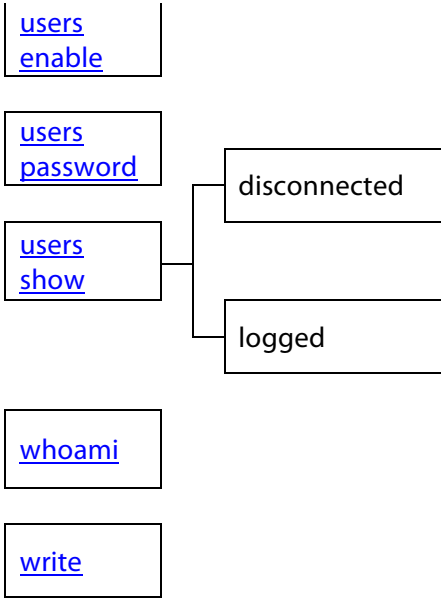 users
enable
users
password
disconnected
users
show
logged
whoami
write